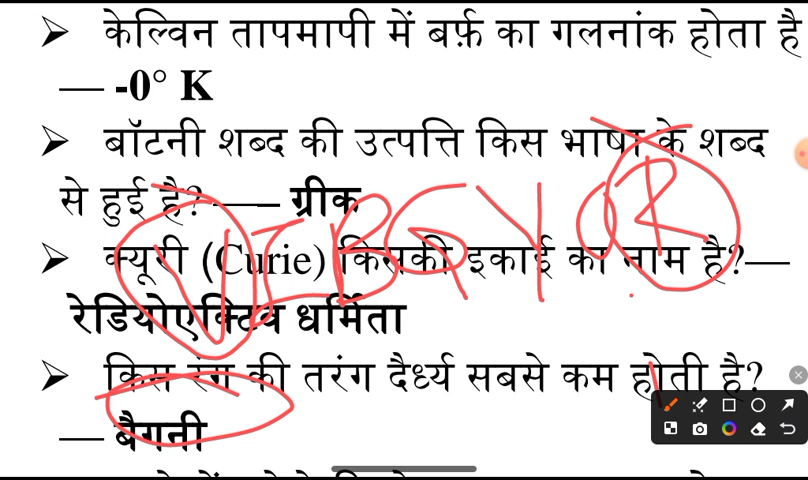 ➢ केल्विन तापमापी में बर्फ़ का गलनांक होता है
— -0° K
➢ बॉटनी शब्द की उत्पत्ति किस भाषा के शब्द
से हुई है? —— ग्रीक
VIBGYOR
➢ क्यूरी (Curie) किसकी इकाई का नाम है?—
रेडियोएक्टिव धर्मिता
➢ किस रंग की तरंग दैर्ध्य सबसे कम होती है?
— बैगनी